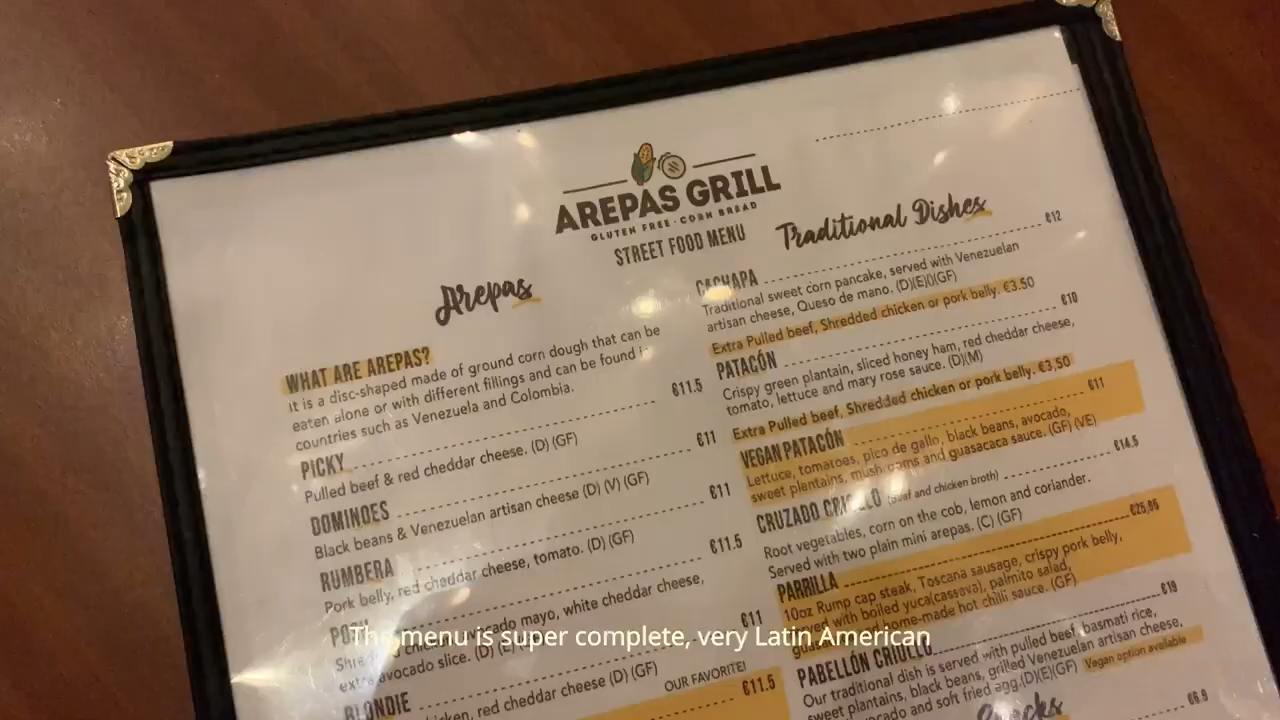 AREPAS GRILL
GLUTEN FREE · CORN BREAD
STREET FOOD MENU
Arepas
WHAT ARE AREPAS?
It is a disc-shaped made of ground corn dough that can be
eaten alone or with different fillings and can be found
countries such as Venezuela and Colombia.
PICKY €11.5
Pulled beef & red cheddar cheese. (D) (GF)
DOMINOES €11
Black beans & Venezuelan artisan cheese (D) (V) (GF)
RUMBERA €11
Pork belly, red cheddar cheese, tomato. (D) (GF)
€11.5
avocado mayo, white cheddar cheese,
extra avocado slice. (D)
BLONDIE €11
chicken, red cheddar cheese (D) (GF)
OUR FAVORITE!
€11.5
Traditional Dishes
CACHAPA €12
Traditional sweet corn pancake, served with Venezuelan
artisan cheese, Queso de mano. (D)(E)()(GF)
Extra Pulled beef, Shredded chicken or pork belly. €3.50
PATACÓN €10
Crispy green plantain, sliced honey ham, red cheddar cheese,
tomato, lettuce and mary rose sauce. (D)(M)
Extra Pulled beef, Shredded chicken or pork belly. €3,50
VEGAN PATACÓN €11
Lettuce, tomatoes, pico de gallo, black beans, avocado,
sweet plantains, mushrooms and guasacaca sauce. (GF) (VE)
CRUZADO CRIOLLO (Beef and chicken broth) €14.5
Root vegetables, corn on the cob, lemon and coriander.
Served with two plain mini arepas. (C) (GF)
PARRILLA €25,85
10oz Rump cap steak, Toscana sausage, crispy pork belly,
served with boiled yuca(cassava), palmito salad,
home-made hot chilli sauce. (GF)
PABELLÓN CRIOLLO €19
Our traditional dish is served with pulled beef, basmati rice,
sweet plantains, black beans, grilled Venezuelan artisan cheese,
avocado and soft fried egg.(D)(E)(GF) Vegan option available
Snacks
€6.9
The menu is super complete, very Latin American